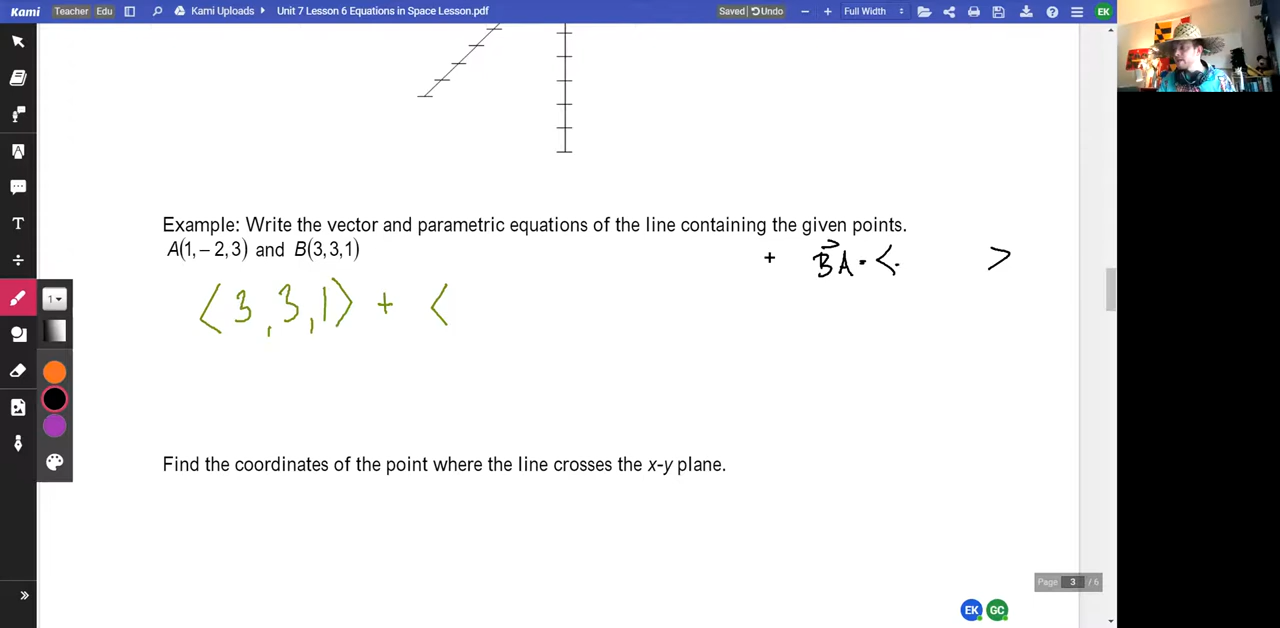 Kami Teacher Edu Kami Uploads Unit 7 Lesson 6 Equations in Space Lesson.pdf Saved Undo Full Width EK
Example: Write the vector and parametric equations of the line containing the given points.
A(1, – 2, 3) and B(3, 3, 1)
+ BA = <- >
<3, 3, 1> + <
1
T
Find the coordinates of the point where the line crosses the x-y plane.
Page 3 / 6
EK GC